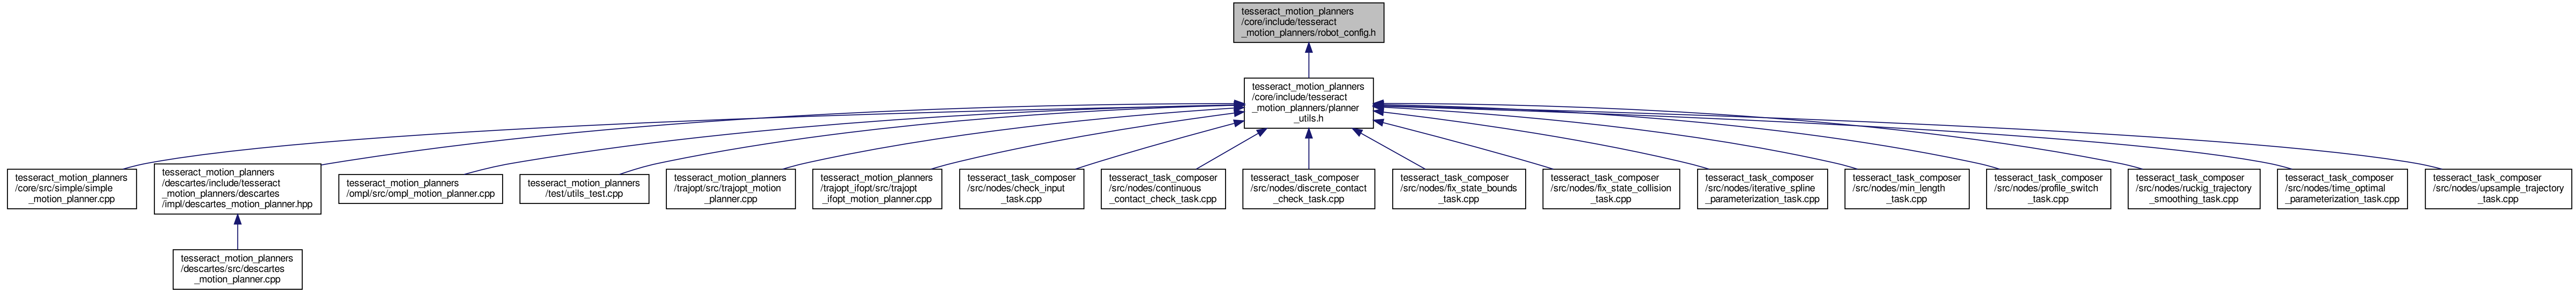 tesseract_motion_planners
/core/include/tesseract
_motion_planners/robot_config.h
tesseract_motion_planners
/core/include/tesseract
_motion_planners/planner
_utils.h
tesseract_motion_planners
/core/src/simple/simple
_motion_planner.cpp
tesseract_motion_planners
/descartes/include/tesseract
_motion_planners/descartes
/impl/descartes_motion_planner.hpp
tesseract_motion_planners
/ompl/src/ompl_motion_planner.cpp
tesseract_motion_planners
/test/utils_test.cpp
tesseract_motion_planners
/trajopt/src/trajopt_motion
_planner.cpp
tesseract_motion_planners
/trajopt_ifopt/src/trajopt
_ifopt_motion_planner.cpp
tesseract_task_composer
/src/nodes/check_input
_task.cpp
tesseract_task_composer
/src/nodes/continuous
_contact_check_task.cpp
tesseract_task_composer
/src/nodes/discrete_contact
_check_task.cpp
tesseract_task_composer
/src/nodes/fix_state_bounds
_task.cpp
tesseract_task_composer
/src/nodes/fix_state_collision
_task.cpp
tesseract_task_composer
/src/nodes/iterative_spline
_parameterization_task.cpp
tesseract_task_composer
/src/nodes/min_length
_task.cpp
tesseract_task_composer
/src/nodes/profile_switch
_task.cpp
tesseract_task_composer
/src/nodes/ruckig_trajectory
_smoothing_task.cpp
tesseract_task_composer
/src/nodes/time_optimal
_parameterization_task.cpp
tesseract_task_composer
/src/nodes/upsample_trajectory
_task.cpp
tesseract_motion_planners
/descartes/src/descartes
_motion_planner.cpp